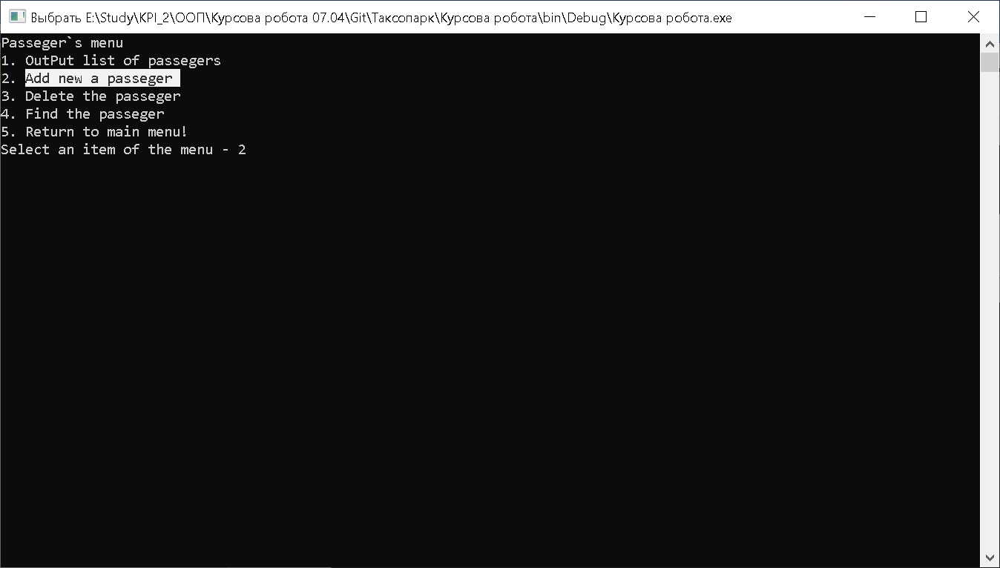 Выбрать E:\Study\KPI_2\ООП\Курсова робота 07.04\Git\Таксопарк\Курсова робота\bin\Debug\Курсова робота.exe
Passeger`s menu
1. OutPut list of passegers
2. Add new a passeger
3. Delete the passeger
4. Find the passeger
5. Return to main menu!
Select an item of the menu - 2